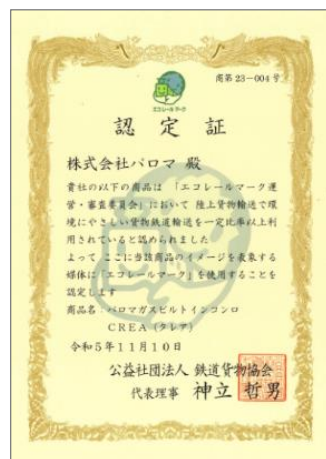 商第23-004号
エコレールマーク
認定証
株式会社パロマ 殿
貴社の以下の商品は 「エコレールマーク運
営・審査委員会」において 陸上貨物輸送で環
境にやさしい貨物鉄道輸送を一定比率以上利
用されていると認められました
よって ここに当該商品のイメージを表象する
媒体に「エコレールマーク」を使用することを
認定します
商品名:パロマガスビルトインコンロ
CREA(クレア)
令和5年11月10日
公益社団法人 鉄道貨物協会
代表理事 神立 哲男